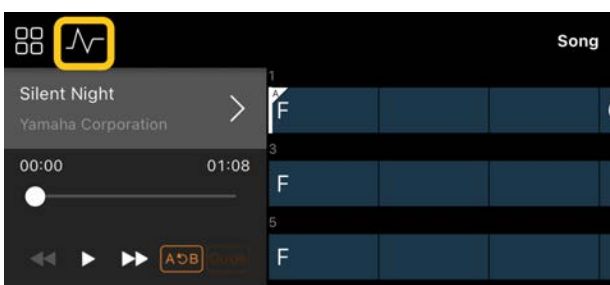 Song
Silent Night
Yamaha Corporation
00:00 01:08
A B
1
A
F
3
F
5
F